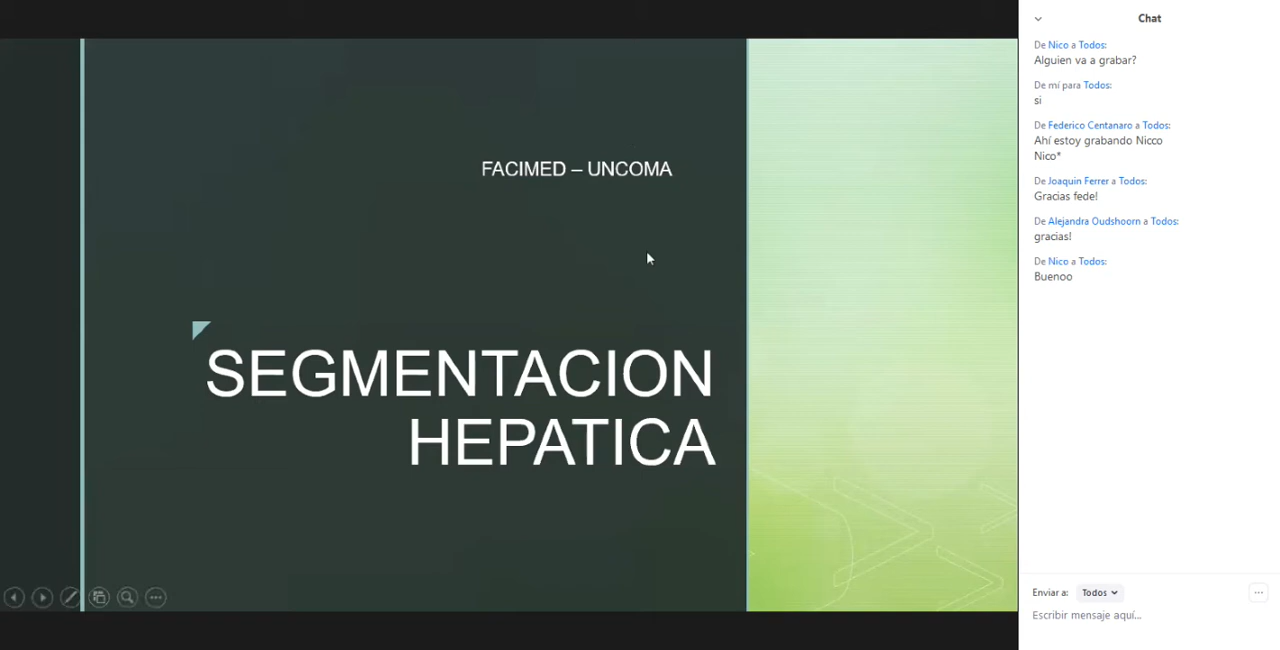 FACIMED – UNCOMA
SEGMENTACION
HEPATICA
Chat
De Nico a Todos:
Alguien va a grabar?
De mí para Todos:
si
De Federico Centanaro a Todos:
Ahí estoy grabando Nicco
Nico*
De Joaquin Ferrer a Todos:
Gracias fede!
De Alejandra Oudshoorn a Todos:
gracias!
De Nico a Todos:
Buenoo
Enviar a: Todos
Escribir mensaje aquí...